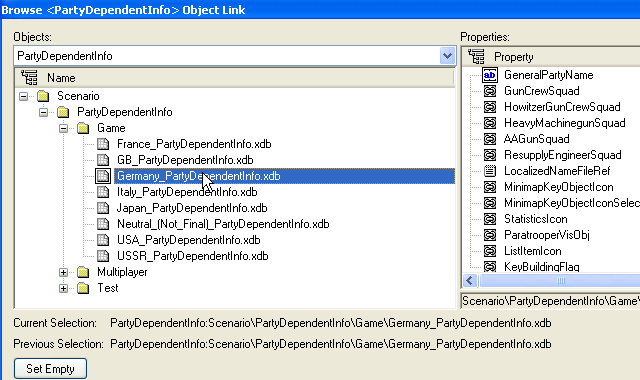 Browse <PartyDependentInfo> Object Link
Objects:
PartyDependentInfo
Name
Scenario
PartyDependentInfo
Game
France_PartyDependentInfo.xdb
GB_PartyDependentInfo.xdb
Germany_PartyDependentInfo.xdb
Italy_PartyDependentInfo.xdb
Japan_PartyDependentInfo.xdb
Neutral_(Not_Final)_PartyDependentInfo.xdb
USA_PartyDependentInfo.xdb
USSR_PartyDependentInfo.xdb
Multiplayer
Test
Properties:
Property
ab GeneralPartyName
GunCrewSquad
HowitzerGunCrewSquad
HeavyMachinegunSquad
AAGunSquad
ResupplyEngineerSquad
LocalizedNameFileRef
MinimapKeyObjectIcon
MinimapKeyObjectIconSelec
StatisticsIcon
ParatrooperVisObj
ListItemIcon
KeyBuildingFlag
Scenario\PartyDependentInfo\Game\
Current Selection: PartyDependentInfo:Scenario\PartyDependentInfo\Game\Germany_PartyDependentInfo.xdb
Previous Selection: PartyDependentInfo:Scenario\PartyDependentInfo\Game\Germany_PartyDependentInfo.xdb
Set Empty